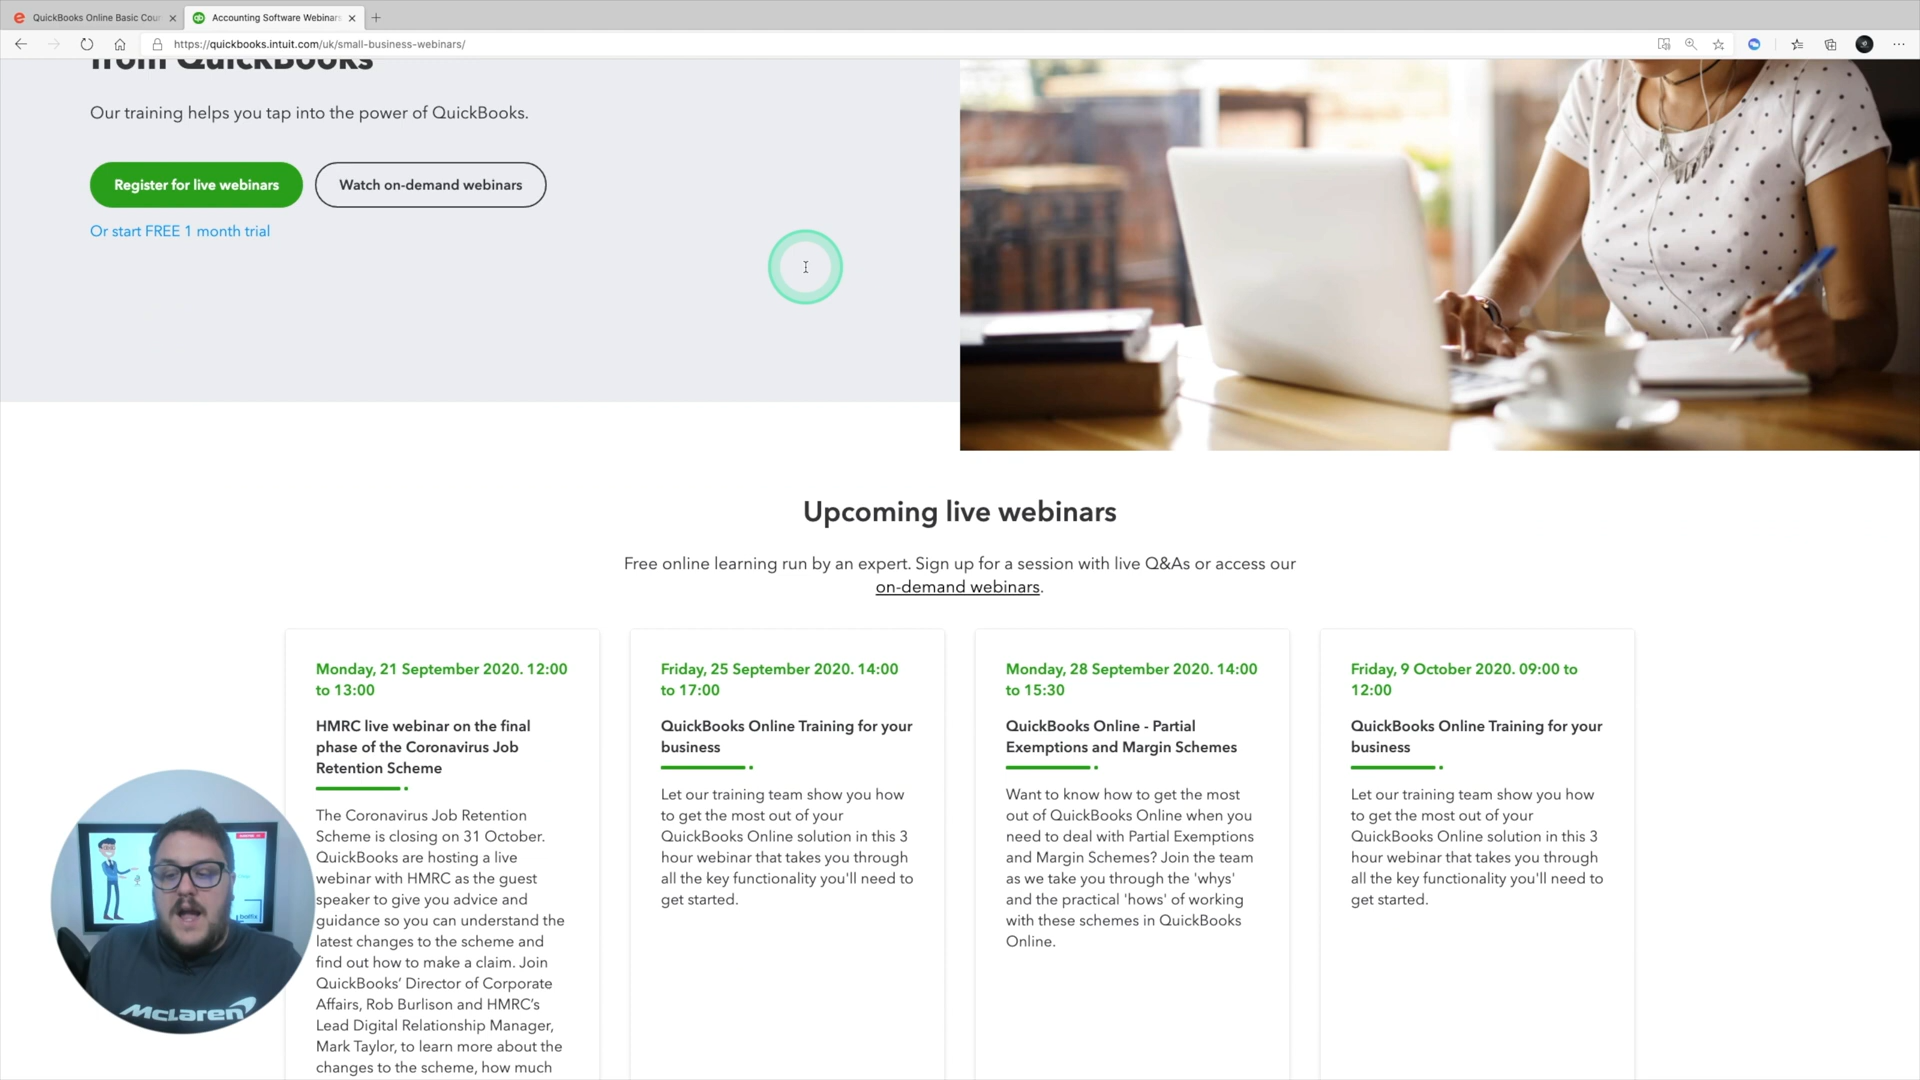 QuickBooks Online Basic Cour
Accounting Software Webinars
https://quickbooks.intuit.com/uk/small-business-webinars/
from QuickBooks
Our training helps you tap into the power of QuickBooks.
Register for live webinars
Watch on-demand webinars
Or start FREE 1 month trial
Upcoming live webinars
Free online learning run by an expert. Sign up for a session with live Q&As or access our
on-demand webinars.
Monday, 21 September 2020. 12:00
to 13:00
HMRC live webinar on the final
phase of the Coronavirus Job
Retention Scheme
The Coronavirus Job Retention
Scheme is closing on 31 October.
QuickBooks are hosting a live
webinar with HMRC as the guest
speaker to give you advice and
guidance so you can understand the
latest changes to the scheme and
find out how to make a claim. Join
QuickBooks’ Director of Corporate
Affairs, Rob Burlison and HMRC’s
Lead Digital Relationship Manager,
Mark Taylor, to learn more about the
changes to the scheme, how much
Friday, 25 September 2020. 14:00
to 17:00
QuickBooks Online Training for your
business
Let our training team show you how
to get the most out of your
QuickBooks Online solution in this 3
hour webinar that takes you through
all the key functionality you'll need to
get started.
Monday, 28 September 2020. 14:00
to 15:30
QuickBooks Online - Partial
Exemptions and Margin Schemes
Want to know how to get the most
out of QuickBooks Online when you
need to deal with Partial Exemptions
and Margin Schemes? Join the team
as we take you through the 'whys'
and the practical 'hows' of working
with these schemes in QuickBooks
Online.
Friday, 9 October 2020. 09:00 to
12:00
QuickBooks Online Training for your
business
Let our training team show you how
to get the most out of your
QuickBooks Online solution in this 3
hour webinar that takes you through
all the key functionality you'll need to
get started.
McLaren